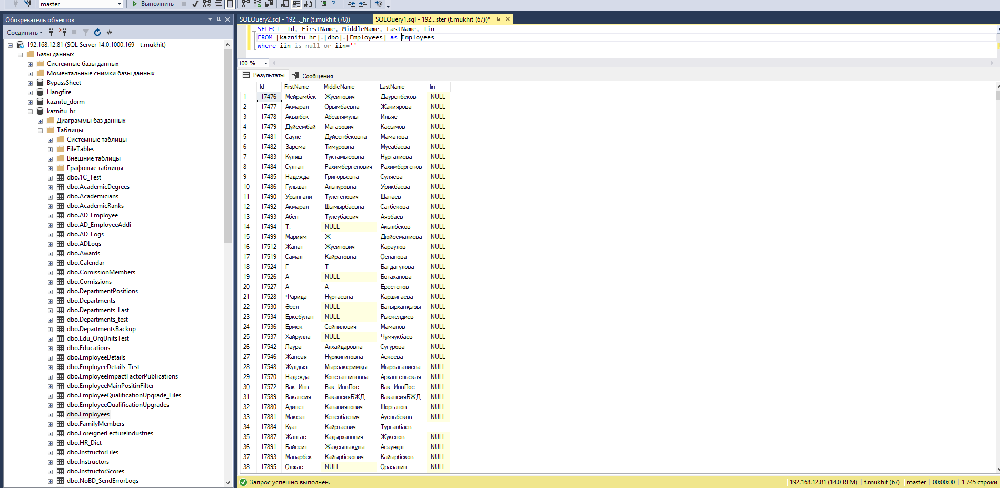 master
Выполнить
Обозреватель объектов
Соединить
192.168.12.81 (SQL Server 14.0.1000.169 - t.mukhit)
Базы данных
Системные базы данных
Моментальные снимки базы данных
BypassSheet
Hangfire
kaznitu_dorm
kaznitu_hr
Диаграммы баз данных
Таблицы
Системные таблицы
FileTables
Внешние таблицы
Графовые таблицы
dbo.1C_Test
dbo.AcademicDegrees
dbo.Academicians
dbo.AcademicRanks
dbo.AD_Employee
dbo.AD_EmployeeAddi
dbo.AD_Logs
dbo.ADLogs
dbo.Awards
dbo.Calendar
dbo.ComissionMembers
dbo.Comissions
dbo.DepartmentPositions
dbo.Departments
dbo.Departments_Last
dbo.Departments_test
dbo.DepartmentsBackup
dbo.Edu_OrgUnitsTest
dbo.Educations
dbo.EmployeeDetails
dbo.EmployeeDetails_Test
dbo.EmployeeImpactFactorPublications
dbo.EmployeeMainPositinFilter
dbo.EmployeeQualificationUpgrade_Files
dbo.EmployeeQualificationUpgrades
dbo.Employees
dbo.FamilyMembers
dbo.ForeignerLectureIndustries
dbo.HR_Dict
dbo.InstructorFiles
dbo.Instructors
dbo.InstructorScores
dbo.NoBD_SendErrorLogs
SQLQuery2.sql - 192...._hr (t.mukhit (78))
SQLQuery1.sql - 192....ster (t.mukhit (67))*
SELECT Id, FirstName, MiddleName, LastName, Iin
FROM [kaznitu_hr].[dbo].[Employees] as Employees
where iin is null or iin=''
100 %
Результаты
Сообщения
Id FirstName MiddleName LastName Iin
1 17476 Мейрамбек Жусипович Дауренбеков NULL
2 17477 Акмарал Орымбаевна Жакиярова NULL
3 17478 Акылбек Абсалямулы Ильяс NULL
4 17479 Дуйсембай Магазович Касымов NULL
5 17481 Сауле Дуйсенбековна Маматова NULL
6 17482 Зарема Тимуровна Мусабаева NULL
7 17483 Куляш Туктамысовна Нургалиева NULL
8 17484 Султан Рахимбергенович Рахимбергенов NULL
9 17485 Надежда Григорьевна Суляева NULL
10 17486 Гульшат Альнуровна Урикбаева NULL
11 17490 Урынгали Тулегенович Шанаев NULL
12 17492 Акмарал Шымырбаевна Сатбекова NULL
13 17493 Абен Тулеубаевич Аязбаев NULL
14 17494 Т. NULL Акылбеков NULL
15 17499 Мариям Ж Дюйсемалиева NULL
16 17512 Жанат Жусипович Караулов NULL
17 17519 Самал Кайратовна Оспанова NULL
18 17524 Г Т Багдагулова NULL
19 17526 А NULL Ботаханова NULL
20 17527 А А Ерестенов NULL
21 17528 Фарида Нуртаевна Каршигаева NULL
22 17530 Әсел NULL Батырханқызы NULL
23 17534 Еркебулан NULL Рыскелдиев NULL
24 17536 Ермек Сейпилович Маманов NULL
25 17537 Хайрулла NULL Чумчукбаев NULL
26 17542 Лаура Алхайдаровна Сугурова NULL
27 17546 Жансая Нуржигитовна Аекеева NULL
28 17548 Жулдыз Мырзакеримқы... Мырзагалиева NULL
29 17570 Надежда Константиновна Архангельская NULL
30 17572 Вак_Инв... Вак_ИнвПос Вак_ИнвПос NULL
31 17589 Вакансия... ВакансияБЖД ВакансияБЖД NULL
32 17880 Адилет Канапиянович Шорганов NULL
33 17881 Максат Кененбаевич Ауельбеков NULL
34 17884 Куат Кайртаевич Турганбаев
35 17887 Жалгас Кадырханович Жукенов NULL
36 17891 Байсеит Жақсылықұлы Асауәділ NULL
37 17893 Манарбек Кайырбекович Кайырбеков NULL
38 17895 Олжас NULL Оразалин NULL
Запрос успешно выполнен.
192.168.12.81 (14.0 RTM) t.mukhit (67) master 00:00:00 1 745 строки